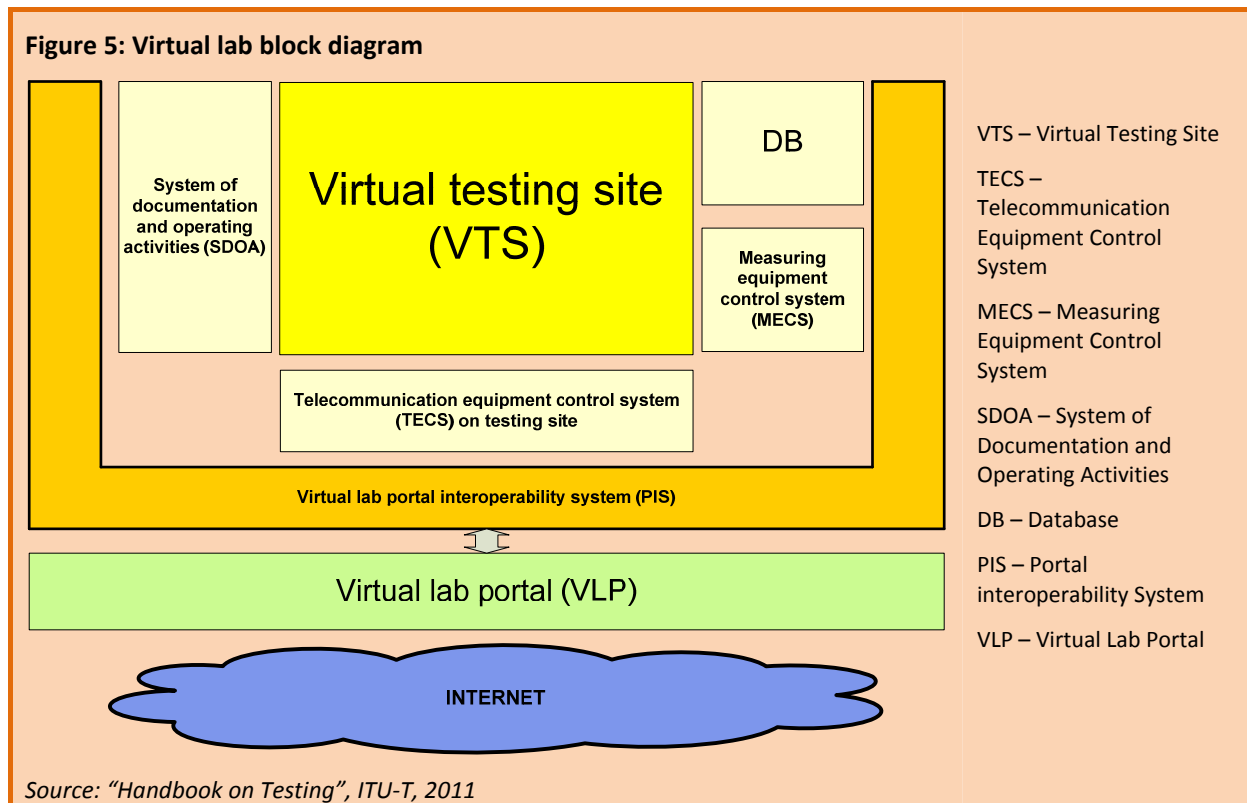 Figure 5: Virtual lab block diagram
System of
documentation
and operating
activities (SDOA)
Virtual testing site
(VTS)
DB
Measuring
equipment
control system
(MECS)
Telecommunication equipment control system
(TECS) on testing site
Virtual lab portal interoperability system (PIS)
Virtual lab portal (VLP)
INTERNET
VTS – Virtual Testing Site
TECS –
Telecommunication
Equipment Control
System
MECS – Measuring
Equipment Control
System
SDOA – System of
Documentation and
Operating Activities
DB – Database
PIS – Portal
interoperability System
VLP – Virtual Lab Portal
Source: “Handbook on Testing”, ITU-T, 2011